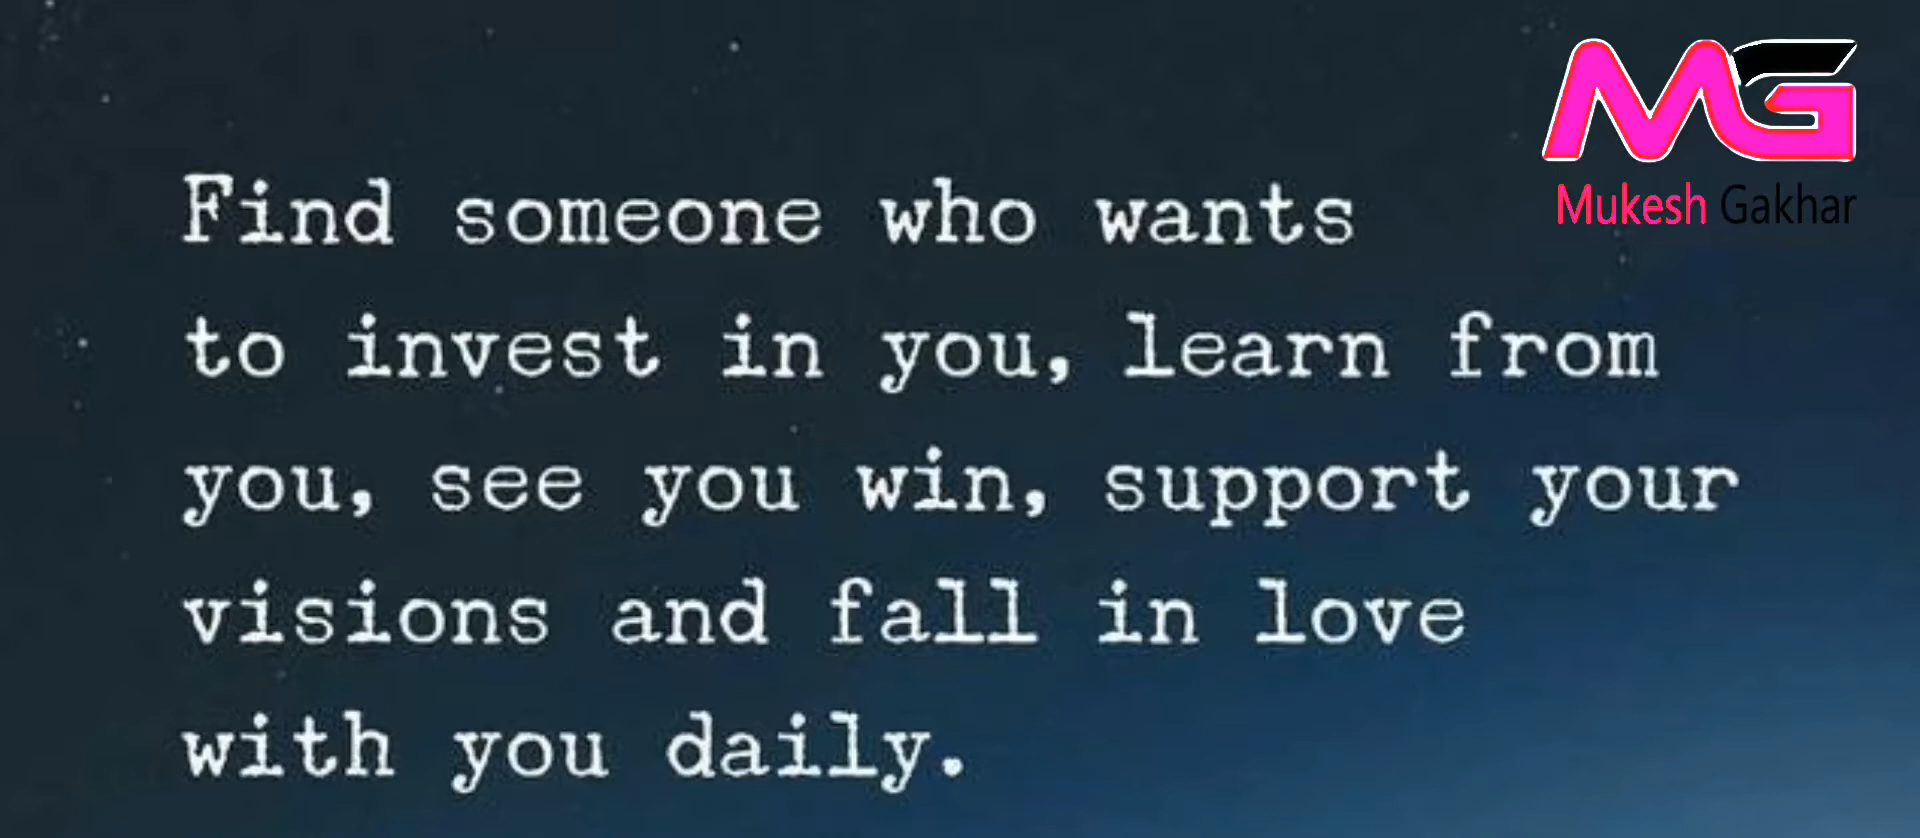 MG
Mukesh Gakhar
Find someone who wants
to invest in you, learn from
you, see you win, support your
visions and fall in love
with you daily.